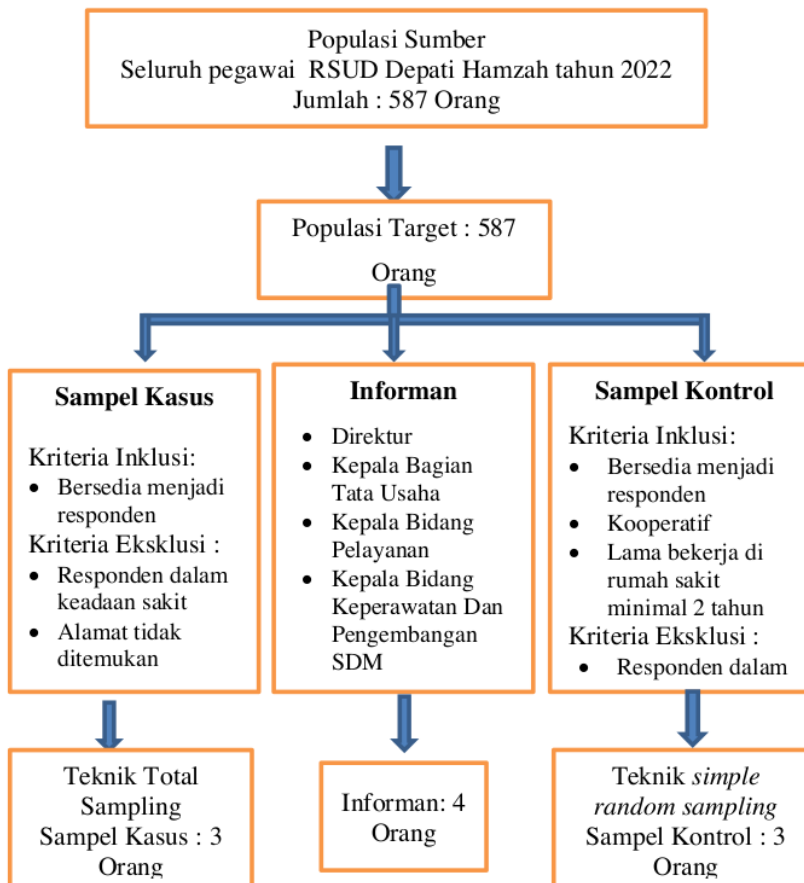 Populasi Sumber
Seluruh pegawai RSUD Depati Hamzah tahun 2022
Jumlah : 587 Orang
Populasi Target : 587
Orang
Sampel Kasus
Kriteria Inklusi:
• Bersedia menjadi
responden
Kriteria Eksklusi :
• Responden dalam
keadaan sakit
• Alamat tidak
ditemukan
Informan
• Direktur
• Kepala Bagian
Tata Usaha
• Kepala Bidang
Pelayanan
• Kepala Bidang
Keperawatan Dan
Pengembangan
SDM
Sampel Kontrol
Kriteria Inklusi:
• Bersedia menjadi
responden
• Kooperatif
• Lama bekerja di
rumah sakit
minimal 2 tahun
Kriteria Eksklusi :
• Responden dalam
Teknik Total
Sampling
Sampel Kasus : 3
Orang
Informan: 4
Orang
Teknik simple
random sampling
Sampel Kontrol : 3
Orang